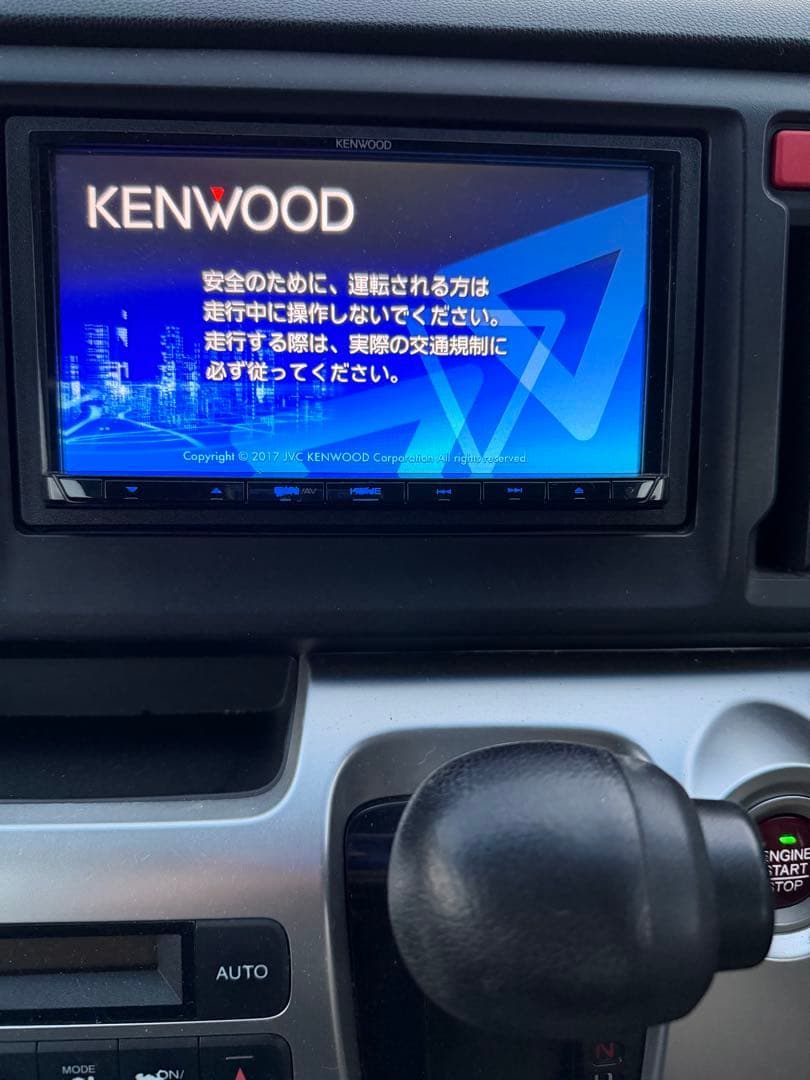 KENWOOD
KENWOOD
安全のために、運転される方は
走行中に操作しないでください。
走行する際は、実際の交通規制に
必ず従ってください。
Copyright © 2017 JVC KENWOOD Corporation All rights reserved.
/AV
ENGINE
START
STOP
AUTO
MODE
ON/
N